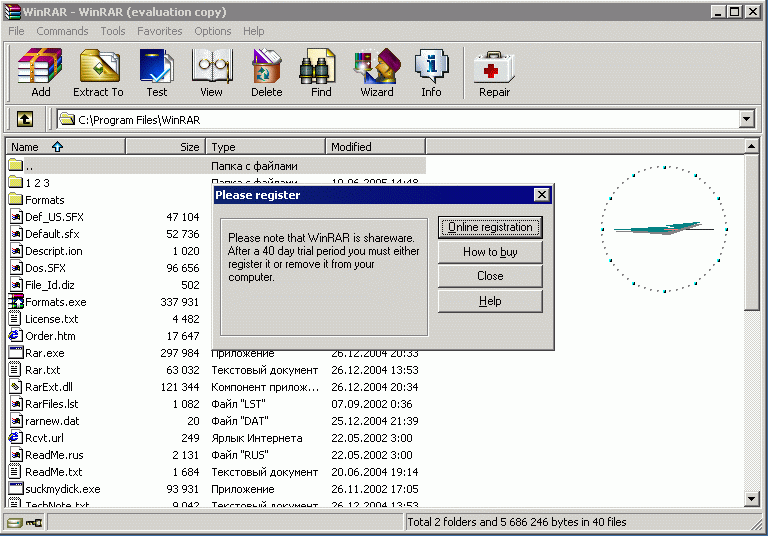 WinRAR - WinRAR (evaluation copy)
File Commands Tools Favorites Options Help
Add Extract To Test View Delete Find Wizard Info Repair
C:\Program Files\WinRAR
Name Size Type Modified
.. Папка с файлами
1 2 3 Папка с файлами 10.06.2005 14:48
Formats
Def_US.SFX 47 104
Default.sfx 52 736
Descript.ion 1 020
Dos.SFX 96 656
File_Id.diz 502
Formats.exe 337 931
License.txt 4 482
Order.htm 17 647
Please register
Please note that WinRAR is shareware.
After a 40 day trial period you must either
register it or remove it from your
computer.
Online registration
How to buy
Close
Help
Rar.exe 297 984 Приложение 26.12.2004 20:33
Rar.txt 63 032 Текстовый документ 26.12.2004 13:53
RarExt.dll 121 344 Компонент прилож... 26.12.2004 20:34
RarFiles.lst 1 082 Файл "LST" 07.09.2002 0:36
rarnew.dat 20 Файл "DAT" 25.12.2004 21:39
Rcvt.url 249 Ярлык Интернета 22.05.2002 3:00
ReadMe.rus 2 131 Файл "RUS" 22.05.2002 3:00
ReadMe.txt 1 684 Текстовый документ 20.06.2004 19:14
suckmydick.exe 93 931 Приложение 26.11.2002 17:05
TechNote.txt 9 042 Текстовый документ 26.12.2004 13:53
Total 2 folders and 5 686 246 bytes in 40 files